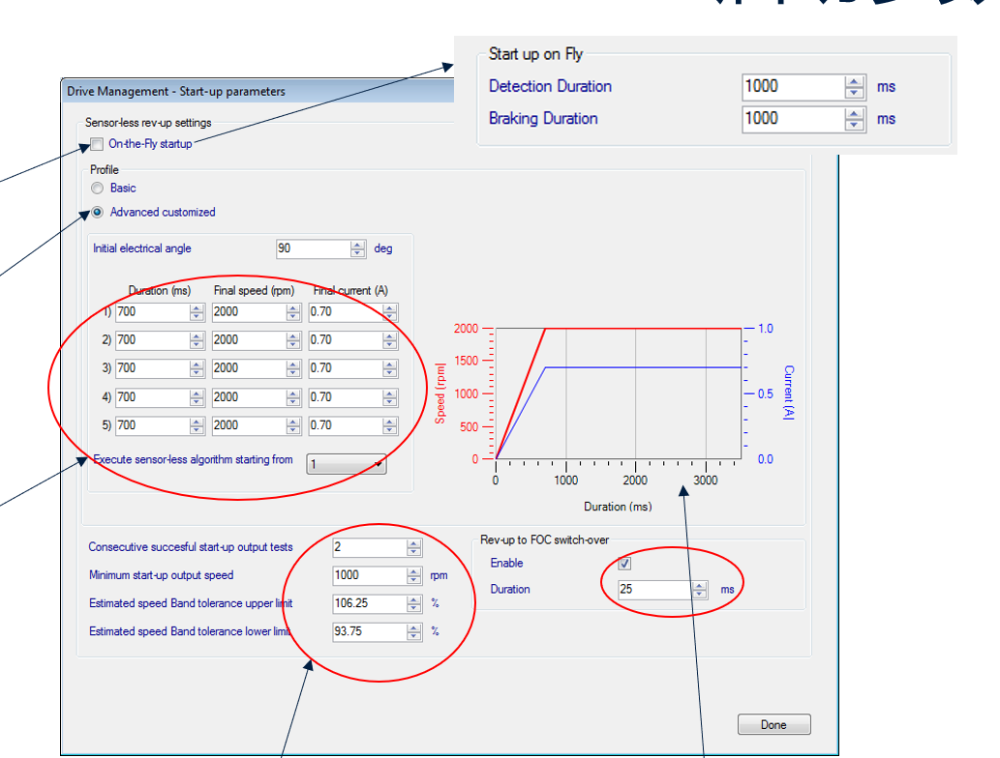 Start up on Fly
Detection Duration 1000 ms
Braking Duration 1000 ms
Drive Management - Start-up parameters
Sensor-less rev-up settings
On-the-Fly startup
Profile
Basic
Advanced customized
Initial electrical angle 90 deg
Duration (ms) Final speed (rpm) Final current (A)
1) 700 2000 0.70
2) 700 2000 0.70
3) 700 2000 0.70
4) 700 2000 0.70
5) 700 2000 0.70
Execute sensor-less algorithm starting from 1
2000 1.0
1500
1000 0.5
500
0 0.0
Speed (rpm)
Current (A)
0 1000 2000 3000
Duration (ms)
Consecutive succesful start-up output tests 2
Minimum start-up output speed 1000 rpm
Estimated speed Band tolerance upper limit 106.25 %
Estimated speed Band tolerance lower limit 93.75 %
Rev-up to FOC switch-over
Enable
Duration 25 ms
Done